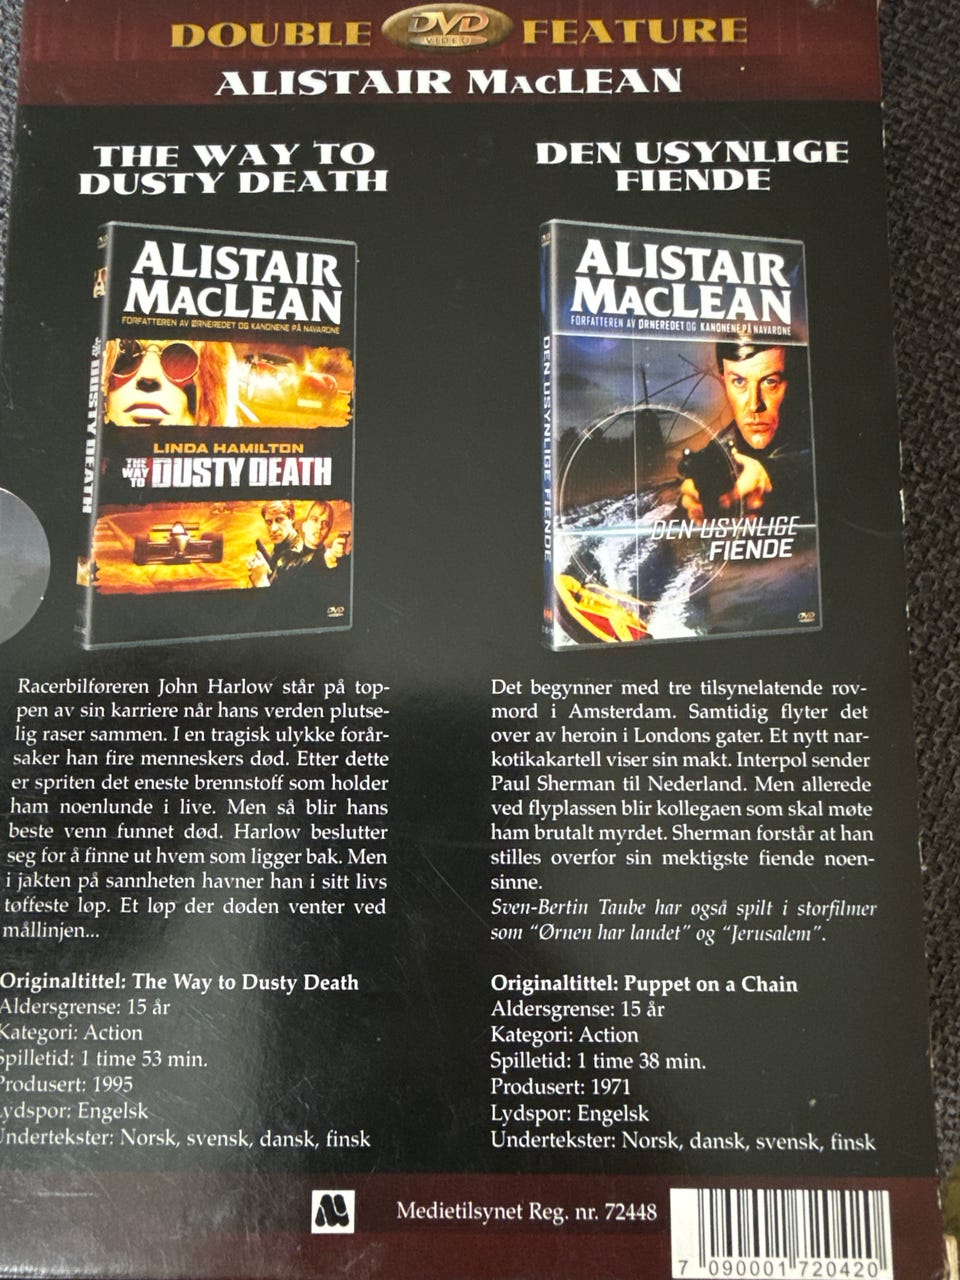 DOUBLE DVD VIDEO FEATURE
ALISTAIR MACLEAN
THE WAY TO
DUSTY DEATH
ALISTAIR
MACLEAN
FORFATTEREN AV ØRNEREDET OG KANONENE PÅ NAVARONE
LINDA HAMILTON
THE WAY TO DUSTY DEATH
DVD
THE WAY TO DUSTY DEATH
Racerbilføreren John Harlow står på top-
pen av sin karriere når hans verden plutse-
lig raser sammen. I en tragisk ulykke forår-
saker han fire menneskers død. Etter dette
er spriten det eneste brennstoff som holder
ham noenlunde i live. Men så blir hans
beste venn funnet død. Harlow beslutter
seg for å finne ut hvem som ligger bak. Men
i jakten på sannheten havner han i sitt livs
tøffeste løp. Et løp der døden venter ved
mållinjen...
Originaltittel: The Way to Dusty Death
Aldersgrense: 15 år
Kategori: Action
Spilletid: 1 time 53 min.
Produsert: 1995
Lydspor: Engelsk
Undertekster: Norsk, svensk, dansk, finsk
DEN USYNLIGE
FIENDE
ALISTAIR
MACLEAN
FORFATTEREN AV ØRNEREDET OG KANONENE PÅ NAVARONE
DEN USYNLIGE
FIENDE
DVD
DEN USYNLIGE FIENDE
Det begynner med tre tilsynelatende rov-
mord i Amsterdam. Samtidig flyter det
over av heroin i Londons gater. Et nytt nar-
kotikakartell viser sin makt. Interpol sender
Paul Sherman til Nederland. Men allerede
ved flyplassen blir kollegaen som skal møte
ham brutalt myrdet. Sherman forstår at han
stilles overfor sin mektigste fiende noen-
sinne.
Sven-Bertin Taube har også spilt i storfilmer
som “Ørnen har landet” og “Jerusalem”.
Originaltittel: Puppet on a Chain
Aldersgrense: 15 år
Kategori: Action
Spilletid: 1 time 38 min.
Produsert: 1971
Lydspor: Engelsk
Undertekster: Norsk, dansk, svensk, finsk
Medietilsynet Reg. nr. 72448
7 090001 720420